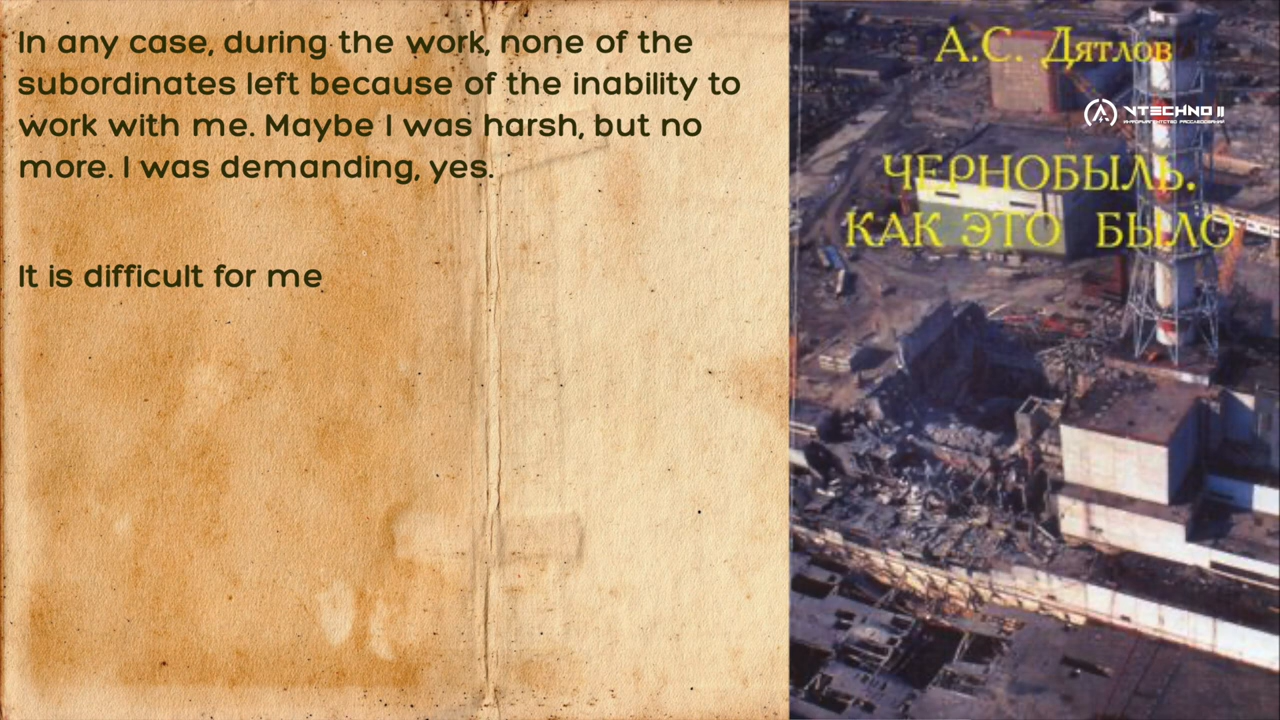 In any case, during the work, none of the
subordinates left because of the inability to
work with me. Maybe I was harsh, but no
more. I was demanding, yes.
It is difficult for me
А.С. Дятлов
VTECHNO II
ЧЕРНОБЫЛЬ.
КАК ЭТО БЫЛО